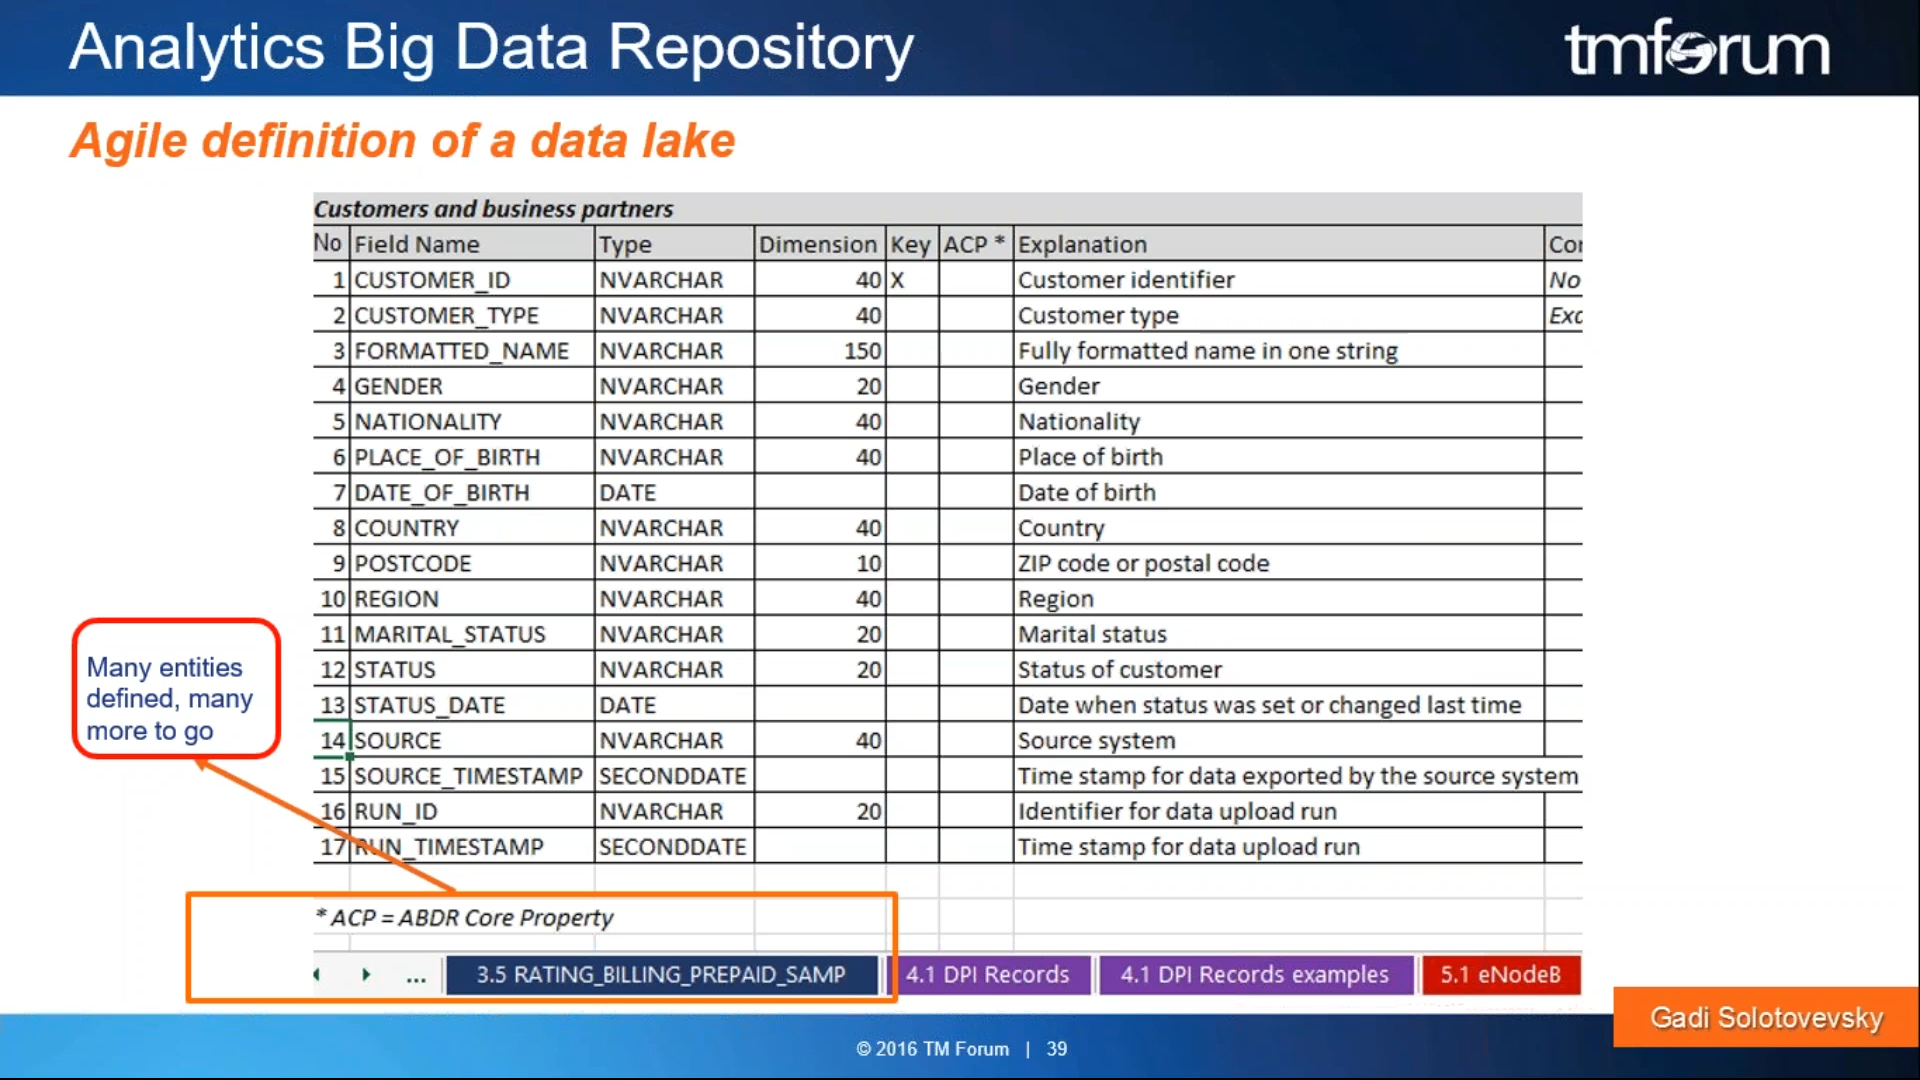 Analytics Big Data Repository
tmforum
Agile definition of a data lake
Customers and business partners
No Field Name Type Dimension Key ACP * Explanation Cor
1 CUSTOMER_ID NVARCHAR 40 X Customer identifier No
2 CUSTOMER_TYPE NVARCHAR 40 Customer type Exa
3 FORMATTED_NAME NVARCHAR 150 Fully formatted name in one string
4 GENDER NVARCHAR 20 Gender
5 NATIONALITY NVARCHAR 40 Nationality
6 PLACE_OF_BIRTH NVARCHAR 40 Place of birth
7 DATE_OF_BIRTH DATE Date of birth
8 COUNTRY NVARCHAR 40 Country
9 POSTCODE NVARCHAR 10 ZIP code or postal code
10 REGION NVARCHAR 40 Region
11 MARITAL_STATUS NVARCHAR 20 Marital status
12 STATUS NVARCHAR 20 Status of customer
13 STATUS_DATE DATE Date when status was set or changed last time
14 SOURCE NVARCHAR 40 Source system
15 SOURCE_TIMESTAMP SECONDDATE Time stamp for data exported by the source system
16 RUN_ID NVARCHAR 20 Identifier for data upload run
17 RUN_TIMESTAMP SECONDDATE Time stamp for data upload run
Many entities
defined, many
more to go
* ACP = ABDR Core Property
... 3.5 RATING_BILLING_PREPAID_SAMP 4.1 DPI Records 4.1 DPI Records examples 5.1 eNodeB
Gadi Solotovevsky
© 2016 TM Forum | 39